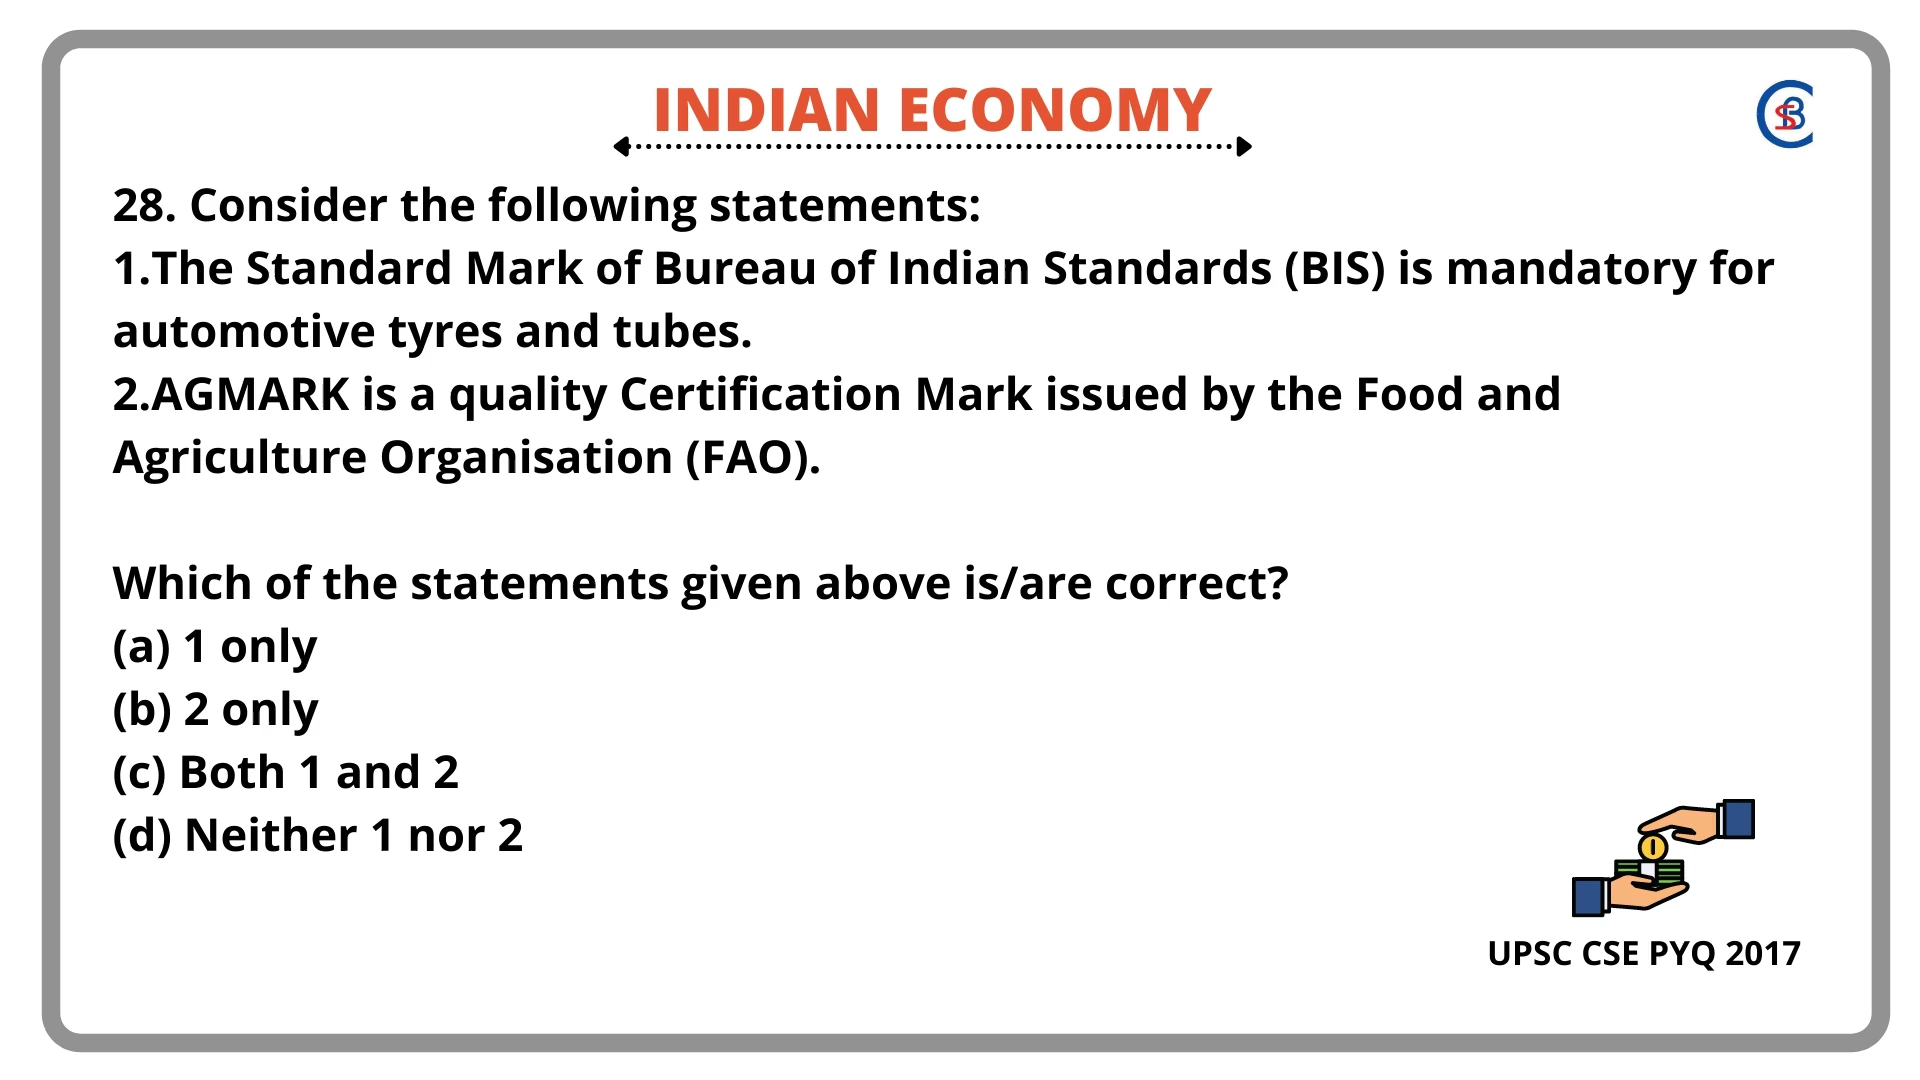 INDIAN ECONOMY
28. Consider the following statements:
1.The Standard Mark of Bureau of Indian Standards (BIS) is mandatory for
automotive tyres and tubes.
2.AGMARK is a quality Certification Mark issued by the Food and
Agriculture Organisation (FAO).
Which of the statements given above is/are correct?
(a) 1 only
(b) 2 only
(c) Both 1 and 2
(d) Neither 1 nor 2
UPSC CSE PYQ 2017